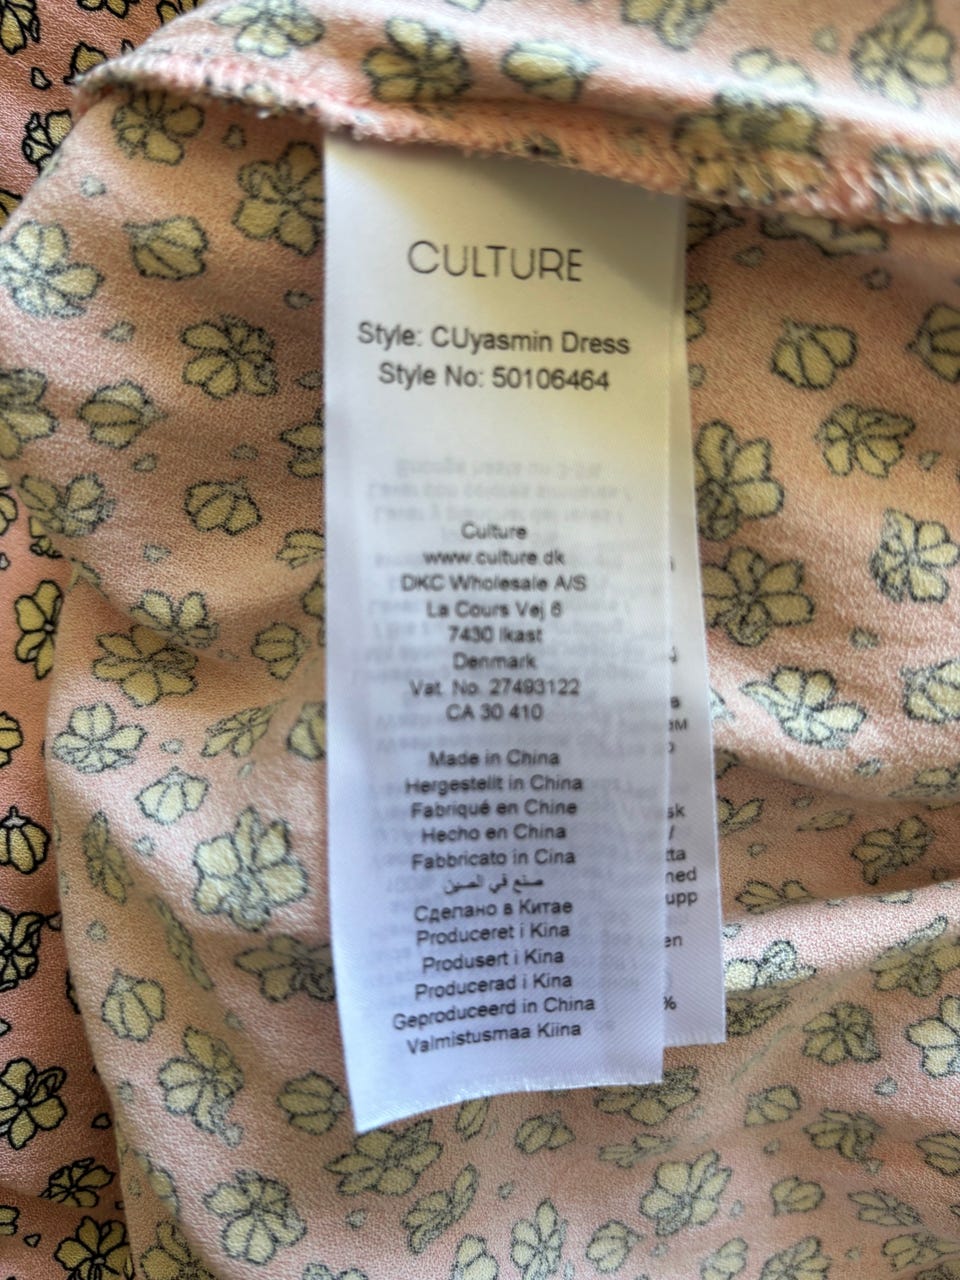 CULTURE
Style: CUyasmin Dress
Style No: 50106464
Culture
www.culture.dk
DKC Wholesale A/S
La Cours Vej 6
7430 Ikast
Denmark
Vat. No. 27493122
CA 30 410
Made in China
Hergestellt in China
Fabriqué en Chine
Hecho en China
Fabbricato in Cina
صنع في الصين
Сделано в Китае
Produceret i Kina
Produsert i Kina
Producerad i Kina
Geproduceerd in China
Valmistusmaa Kiina